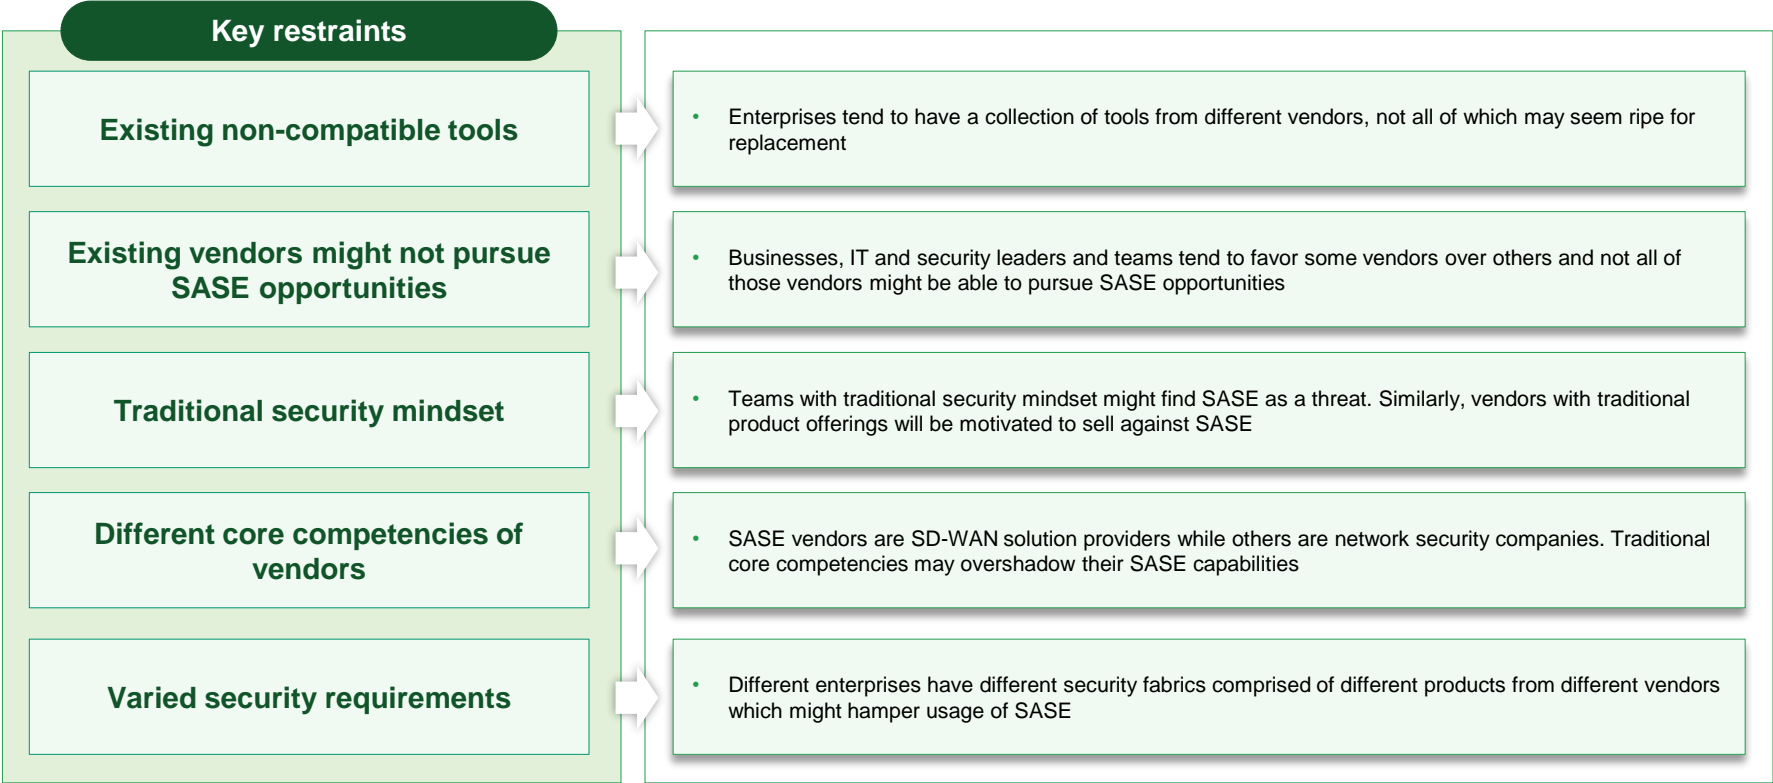 Key restraints
Existing non-compatible tools
• Enterprises tend to have a collection of tools from different vendors, not all of which may seem ripe for
replacement
Existing vendors might not pursue
SASE opportunities
• Businesses, IT and security leaders and teams tend to favor some vendors over others and not all of
those vendors might be able to pursue SASE opportunities
Traditional security mindset
• Teams with traditional security mindset might find SASE as a threat. Similarly, vendors with traditional
product offerings will be motivated to sell against SASE
Different core competencies of
vendors
• SASE vendors are SD-WAN solution providers while others are network security companies. Traditional
core competencies may overshadow their SASE capabilities
Varied security requirements
• Different enterprises have different security fabrics comprised of different products from different vendors
which might hamper usage of SASE